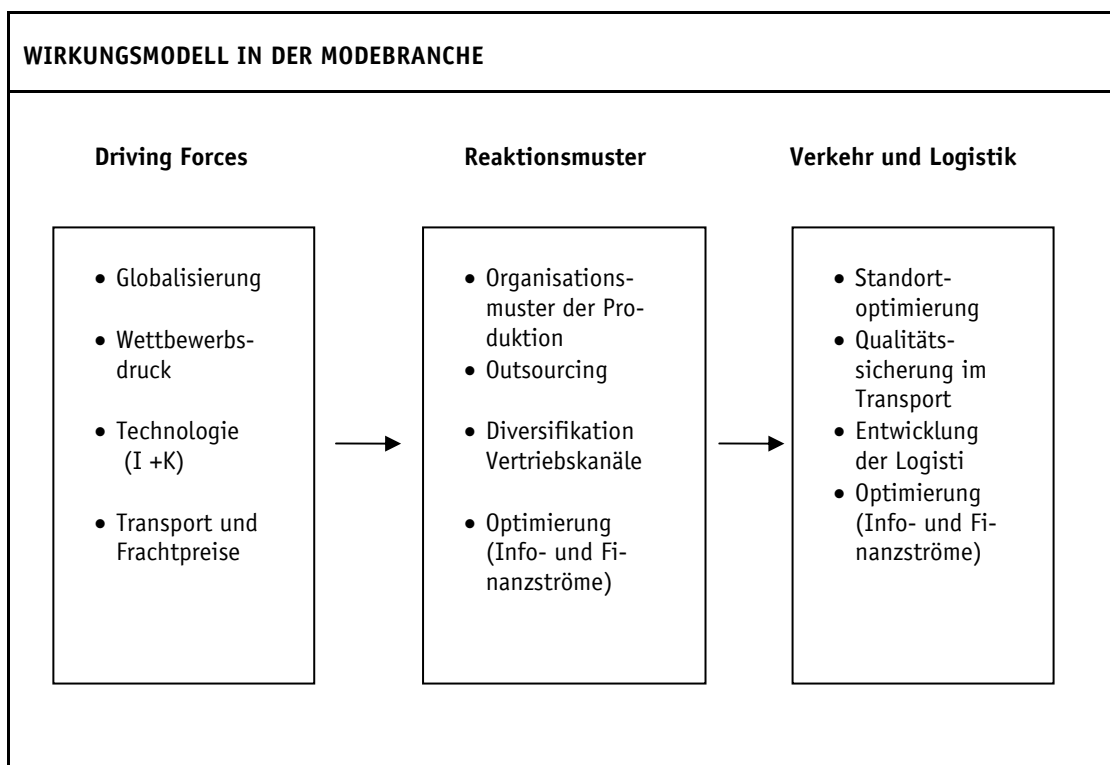 WIRKUNGSMODELL IN DER MODEBRANCHE
Driving Forces
• Globalisierung
• Wettbewerbs-
druck
• Technologie
(I +K)
• Transport und
Frachtpreise
Reaktionsmuster
• Organisations-
muster der Pro-
duktion
• Outsourcing
• Diversifikation
Vertriebskanäle
• Optimierung
(Info- und Fi-
nanzströme)
Verkehr und Logistik
• Standort-
optimierung
• Qualitäts-
sicherung im
Transport
• Entwicklung
der Logisti
• Optimierung
(Info- und Fi-
nanzströme)